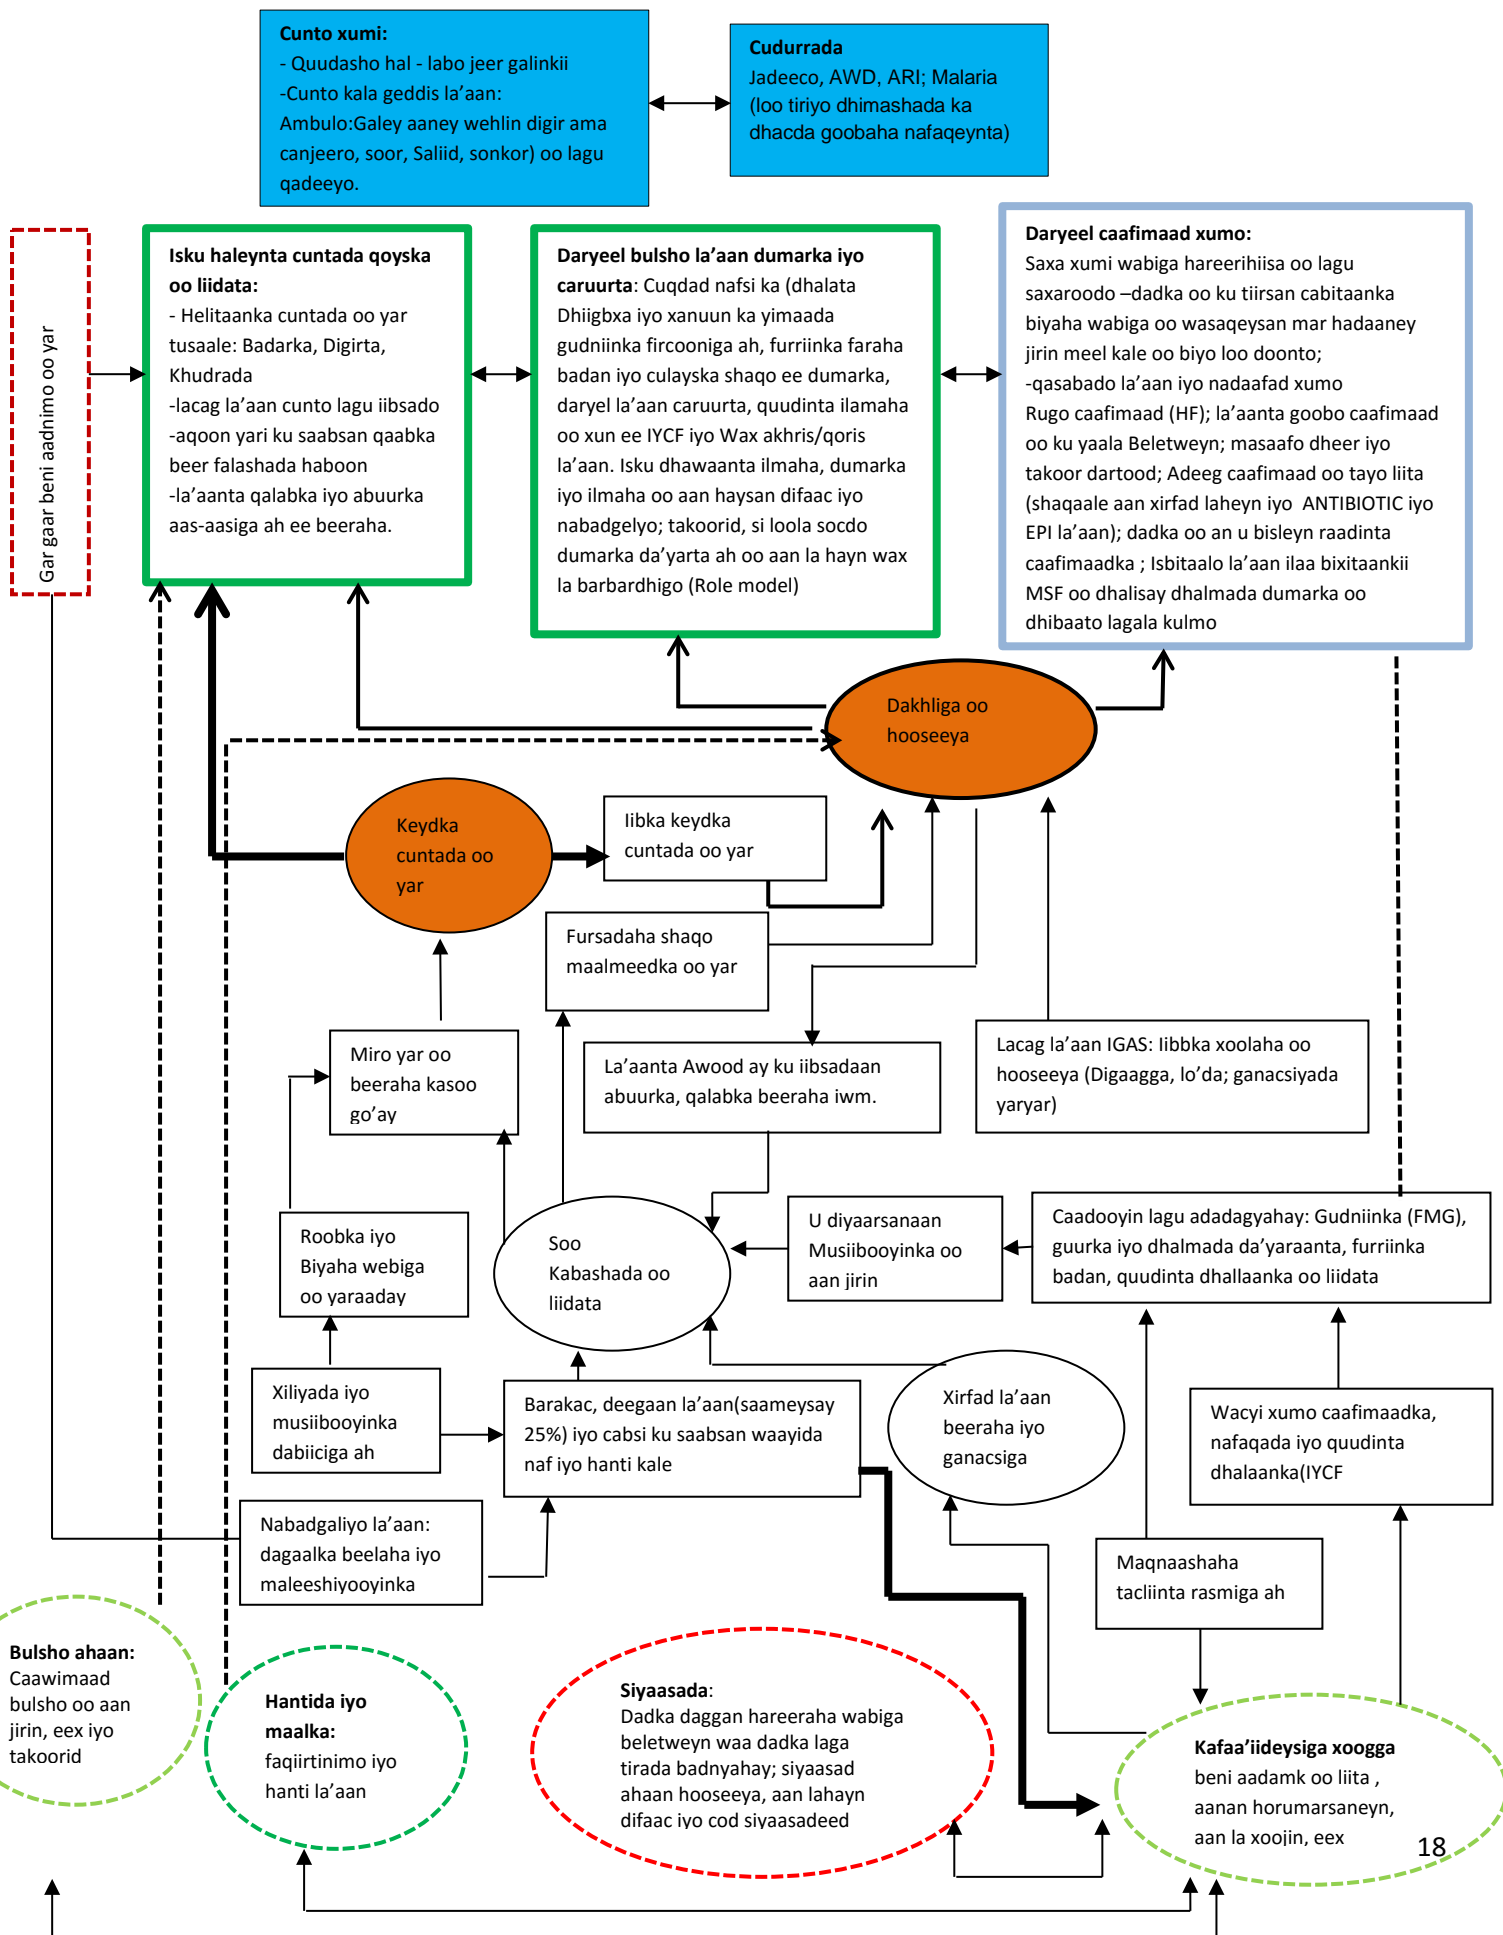 Cunto xumi:
- Quudasho hal - labo jeer galinkii
-Cunto kala geddis la’aan:
Ambulo:Galey aaney wehlin digir ama
canjeero, soor, Saliid, sonkor) oo lagu
qadeeyo.
Cudurrada
Jadeeco, AWD, ARI; Malaria
(loo tiriyo dhimashada ka
dhacda goobaha nafaqeynta)
Gar gaar beni aadnimo oo yar
Isku haleynta cuntada qoyska
oo liidata:
- Helitaanka cuntada oo yar
tusaale: Badarka, Digirta,
Khudrada
-lacag la’aan cunto lagu iibsado
-aqoon yari ku saabsan qaabka
beer falashada haboon
-la’aanta qalabka iyo abuurka
aas-aasiga ah ee beeraha.
Daryeel bulsho la’aan dumarka iyo
caruurta: Cuqdad nafsi ka (dhalata
Dhiigbxa iyo xanuun ka yimaada
gudniinka fircooniga ah, furriinka faraha
badan iyo culayska shaqo ee dumarka,
daryel la’aan caruurta, quudinta ilamaha
oo xun ee IYCF iyo Wax akhris/qoris
la’aan. Isku dhawaanta ilmaha, dumarka
iyo ilmaha oo aan haysan difaac iyo
nabadgelyo; takoorid, si loola socdo
dumarka da’yarta ah oo aan la hayn wax
la barbardhigo (Role model)
Daryeel caafimaad xumo:
Saxa xumi wabiga hareerihiisa oo lagu
saxaroodo –dadka oo ku tiirsan cabitaanka
biyaha wabiga oo wasaqeysan mar hadaaney
jirin meel kale oo biyo loo doonto;
-qasabado la’aan iyo nadaafad xumo
Rugo caafimaad (HF); la’aanta goobo caafimaad
oo ku yaala Beletweyn; masaafo dheer iyo
takoor dartood; Adeeg caafimaad oo tayo liita
(shaqaale aan xirfad laheyn iyo ANTIBIOTIC iyo
EPI la’aan); dadka oo an u bisleyn raadinta
caafimaadka ; Isbitaalo la’aan ilaa bixitaankii
MSF oo dhalisay dhalmada dumarka oo
dhibaato lagala kulmo
Dakhliga oo
hooseeya
Keydka
cuntada oo
yar
Iibka keydka
cuntada oo yar
Fursadaha shaqo
maalmeedka oo yar
Miro yar oo
beeraha kasoo
go’ay
La’aanta Awood ay ku iibsadaan
abuurka, qalabka beeraha iwm.
Lacag la’aan IGAS: Iibbka xoolaha oo
hooseeya (Digaagga, lo’da; ganacsiyada
yaryar)
Roobka iyo
Biyaha webiga
oo yaraaday
Soo
Kabashada oo
liidata
U diyaarsanaan
Musiibooyinka oo
aan jirin
Caadooyin lagu adadagyahay: Gudniinka (FMG),
guurka iyo dhalmada da’yaraanta, furriinka
badan, quudinta dhallaanka oo liidata
Xiliyada iyo
musiibooyinka
dabiiciga ah
Barakac, deegaan la’aan(saameysay
25%) iyo cabsi ku saabsan waayida
naf iyo hanti kale
Xirfad la’aan
beeraha iyo
ganacsiga
Wacyi xumo caafimaadka,
nafaqada iyo quudinta
dhalaanka(IYCF
Nabadgaliyo la’aan:
dagaalka beelaha iyo
maleeshiyooyinka
Maqnaashaha
tacliinta rasmiga ah
Bulsho ahaan:
Caawimaad
bulsho oo aan
jirin, eex iyo
takoorid
Hantida iyo
maalka:
faqiirtinimo iyo
hanti la’aan
Siyaasada:
Dadka daggan hareeraha wabiga
beletweyn waa dadka laga
tirada badnyahay; siyaasad
ahaan hooseeya, aan lahayn
difaac iyo cod siyaasadeed
Kafaa’iideysiga xoogga
beni aadamk oo liita ,
aanan horumarsaneyn,
aan la xoojin, eex
18